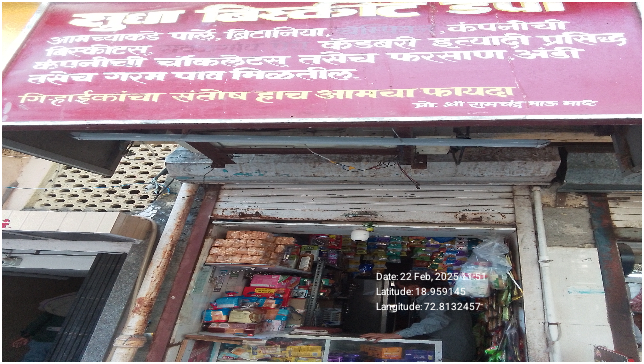 सुधा बिस्कीट डेपो
आमच्याकडे पार्ले, ब्रिटानिया, कंपनीची
बिस्कीटस् कॅडबरी इत्यादी प्रसिद्ध
कंपनीची चॉकलेटस् तसेच फरसाण, अंडी
तसेच गरम पाव मिळतील.
गिऱ्हाईकांचा संतोष हाच आमचा फायदा
प्रो. श्री रामचंद्र भाऊ
Date: 22 Feb, 2025 11:51
Latitude: 18.959145
Longitude: 72.8132457